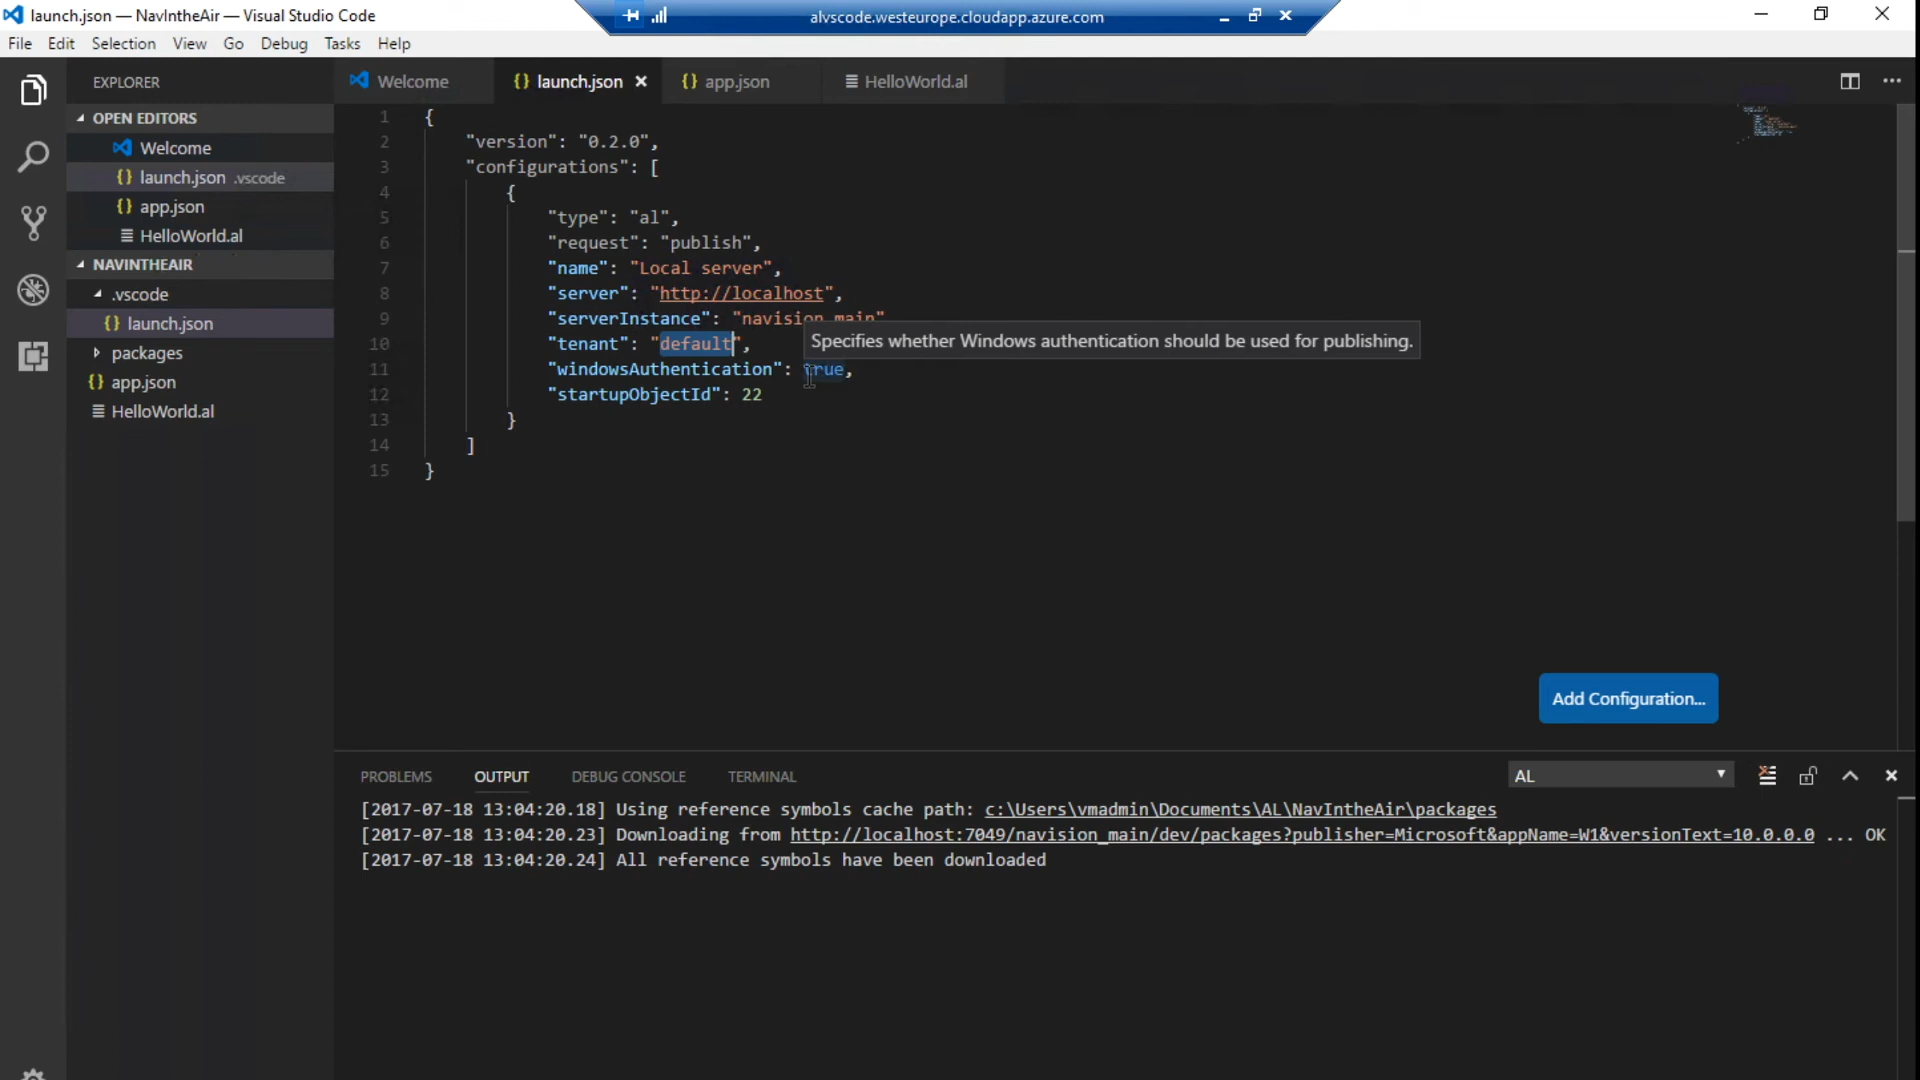 launch.json — NavIntheAir — Visual Studio Code
alvscode.westeurope.cloudapp.azure.com
File Edit Selection View Go Debug Tasks Help
EXPLORER
OPEN EDITORS
Welcome
launch.json .vscode
app.json
HelloWorld.al
NAVINTHEAIR
.vscode
launch.json
packages
app.json
HelloWorld.al
Welcome launch.json app.json HelloWorld.al
1 {
2 "version": "0.2.0",
3 "configurations": [
4 {
5 "type": "al",
6 "request": "publish",
7 "name": "Local server",
8 "server": "http://localhost",
9 "serverInstance": "navision_main"
10 "tenant": "default",
Specifies whether Windows authentication should be used for publishing.
11 "windowsAuthentication": true,
12 "startupObjectId": 22
13 }
14 ]
15 }
Add Configuration...
PROBLEMS OUTPUT DEBUG CONSOLE TERMINAL AL
[2017-07-18 13:04:20.18] Using reference symbols cache path: c:\Users\vmadmin\Documents\AL\NavIntheAir\packages
[2017-07-18 13:04:20.23] Downloading from http://localhost:7049/navision_main/dev/packages?publisher=Microsoft&appName=W1&versionText=10.0.0.0 ... OK
[2017-07-18 13:04:20.24] All reference symbols have been downloaded